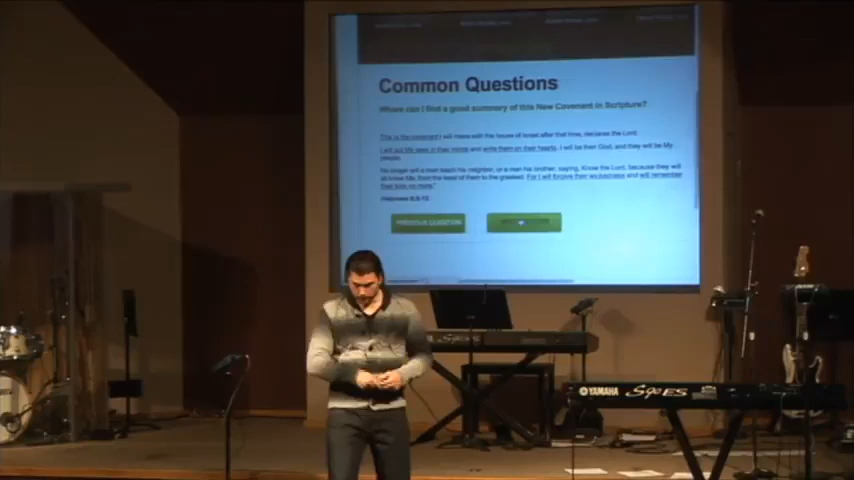 Common Questions
Where can I find a good summary of this New Covenant in Scripture?
This is the covenant I will make with the house of Israel after that time, declares the Lord.
I will put My laws in their minds and write them on their hearts. I will be their God, and they will be My
people.
No longer will a man teach his neighbor, or a man his brother, saying, Know the Lord, because they will
all know Me, from the least of them to the greatest. For I will forgive their wickedness and will remember
their sins no more."
Hebrews 8:
PREVIOUS QUESTION
YAMAHA S90 ES